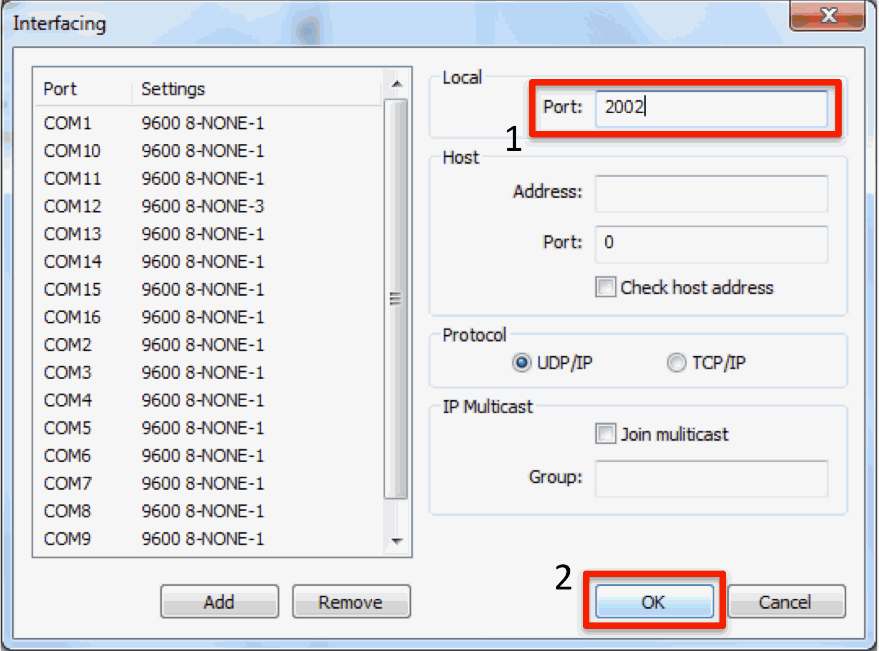 Interfacing
Port Settings
COM1 9600 8-NONE-1
COM10 9600 8-NONE-1
COM11 9600 8-NONE-1
COM12 9600 8-NONE-3
COM13 9600 8-NONE-1
COM14 9600 8-NONE-1
COM15 9600 8-NONE-1
COM16 9600 8-NONE-1
COM2 9600 8-NONE-1
COM3 9600 8-NONE-1
COM4 9600 8-NONE-1
COM5 9600 8-NONE-1
COM6 9600 8-NONE-1
COM7 9600 8-NONE-1
COM8 9600 8-NONE-1
COM9 9600 8-NONE-1
Add Remove
Local
Port: 2002
1
Host
Address:
Port: 0
Check host address
Protocol
UDP/IP TCP/IP
IP Multicast
Join muliticast
Group:
2
OK Cancel